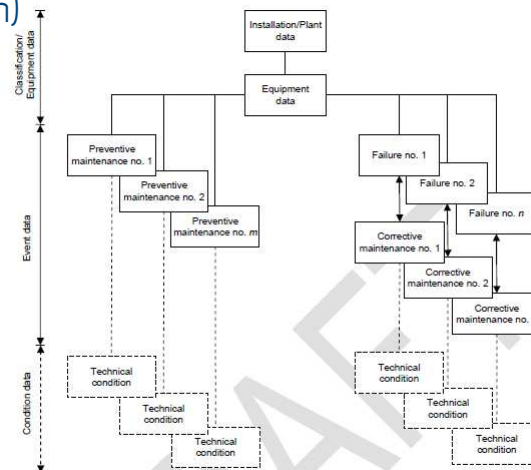 n)
Classification/
Equipment data
Installation/Plant
data
Equipment
data
Event data
Preventive
maintenance no. 1
Preventive
maintenance no. 2
Preventive
maintenance no. m
Failure no. 1
Failure no. 2
Failure no. n
Corrective
maintenance no. 1
Corrective
maintenance no. 2
Corrective
maintenance no.
Condition data
Technical
condition
Technical
condition
Technical
condition
Technical
condition
Technical
condition
Technical
condition